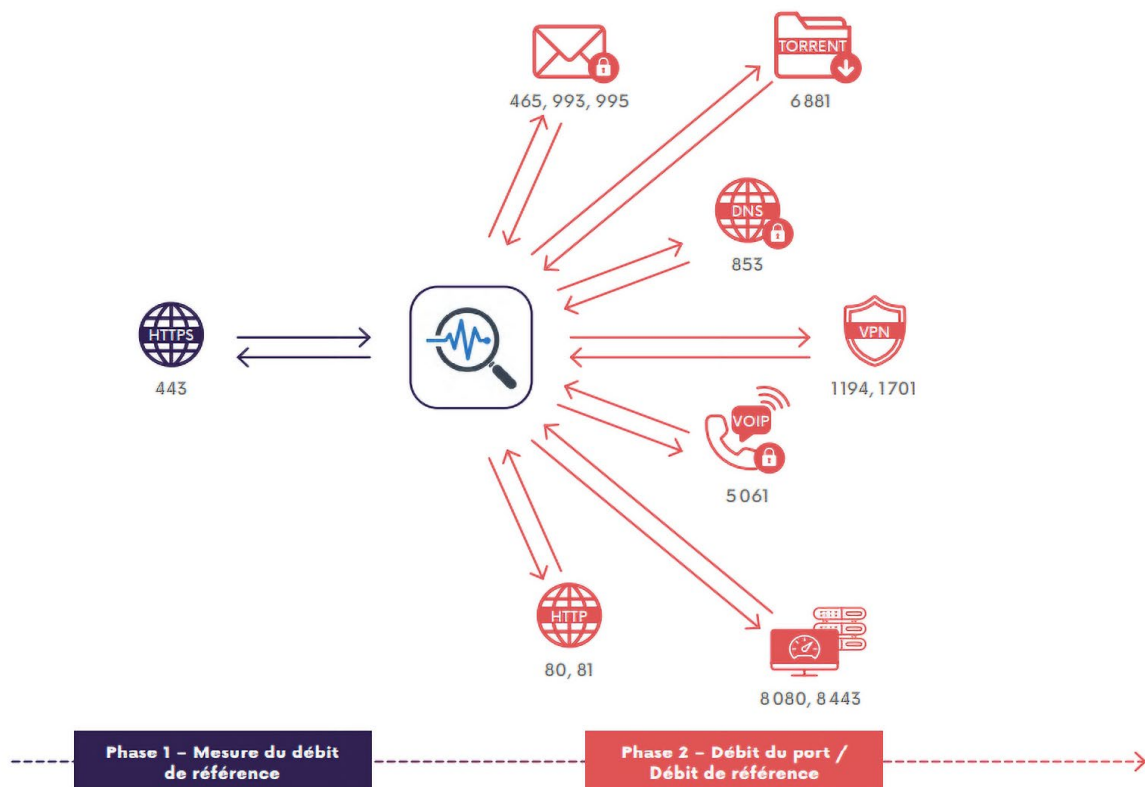 TORRENT
465, 993, 995
6 881
DNS
853
HTTPS
443
VPN
1194, 1701
VOIP
5 061
HTTP
80, 81
8 080, 8 443
Phase 1 – Mesure du débit
de référence
Phase 2 – Débit du port /
Débit de référence